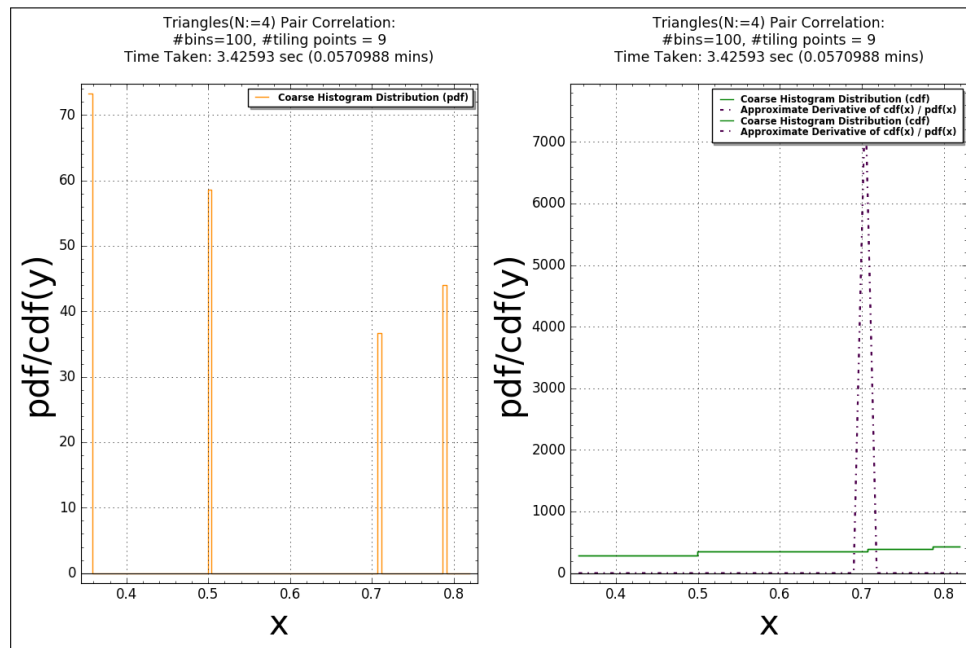 Triangles(N:=4) Pair Correlation:
#bins=100, #tiling points = 9
Time Taken: 3.42593 sec (0.0570988 mins)
Coarse Histogram Distribution (pdf)
70
60
50
40
30
20
10
0
pdf/cdf(y)
0.4 0.5 0.6 0.7 0.8
x
Triangles(N:=4) Pair Correlation:
#bins=100, #tiling points = 9
Time Taken: 3.42593 sec (0.0570988 mins)
Coarse Histogram Distribution (cdf)
Approximate Derivative of cdf(x) / pdf(x)
Coarse Histogram Distribution (cdf)
Approximate Derivative of cdf(x) / pdf(x)
7000
6000
5000
4000
3000
2000
1000
0
pdf/cdf(y)
0.4 0.5 0.6 0.7 0.8
x